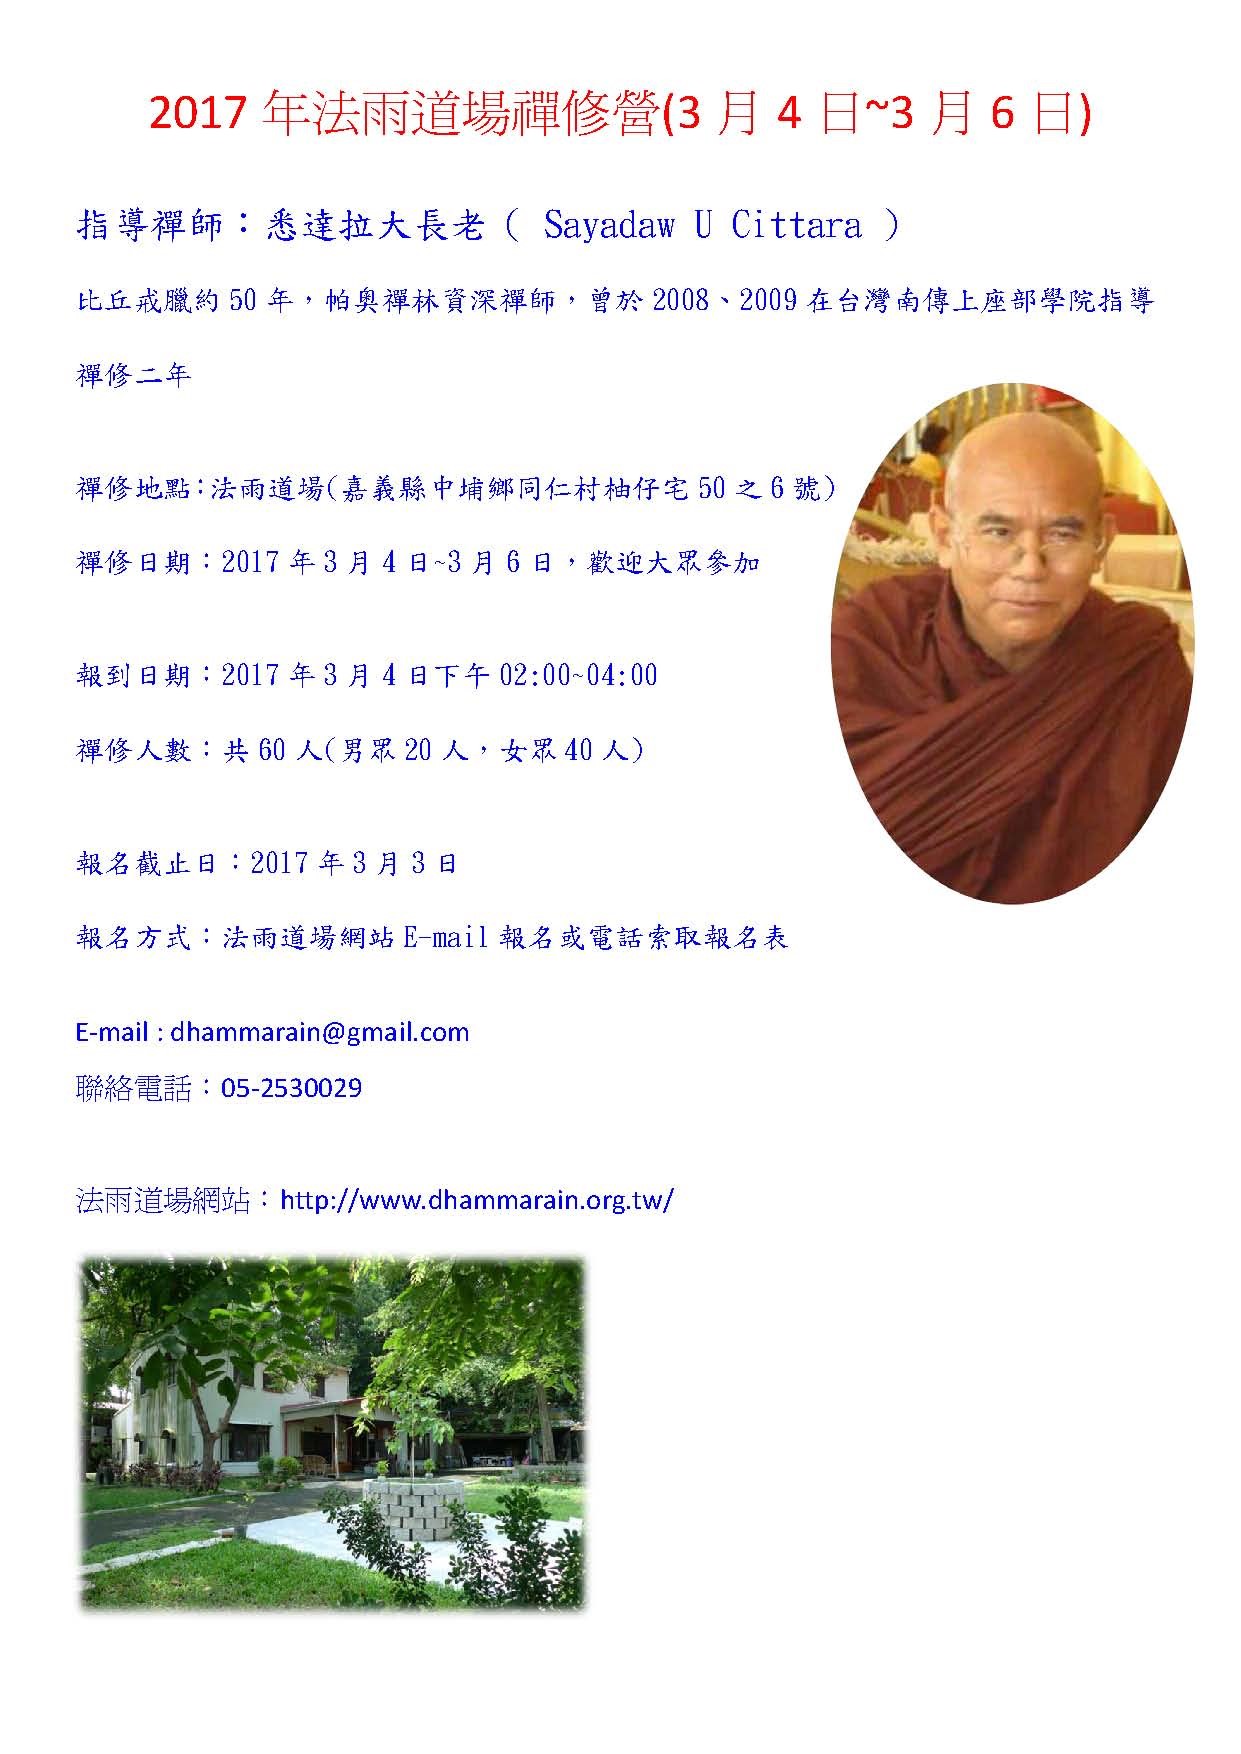 2017 年法雨道場禪修營(3 月 4 日~3 月 6 日)
指導禪師：悉達拉大長老 ( Sayadaw U Cittara )
比丘戒臘約 50 年，帕奧禪林資深禪師，曾於 2008、2009 在台灣南傳上座部學院指導
禪修二年
禪修地點:法雨道場(嘉義縣中埔鄉同仁村柚仔宅 50 之 6 號)
禪修日期：2017 年 3 月 4 日~3 月 6 日，歡迎大眾參加
報到日期：2017 年 3 月 4 日下午 02:00~04:00
禪修人數：共 60 人(男眾 20 人，女眾 40 人)
報名截止日：2017 年 3 月 3 日
報名方式：法雨道場網站 E-mail 報名或電話索取報名表
E-mail : dhammarain@gmail.com
聯絡電話：05-2530029
法雨道場網站：http://www.dhammarain.org.tw/